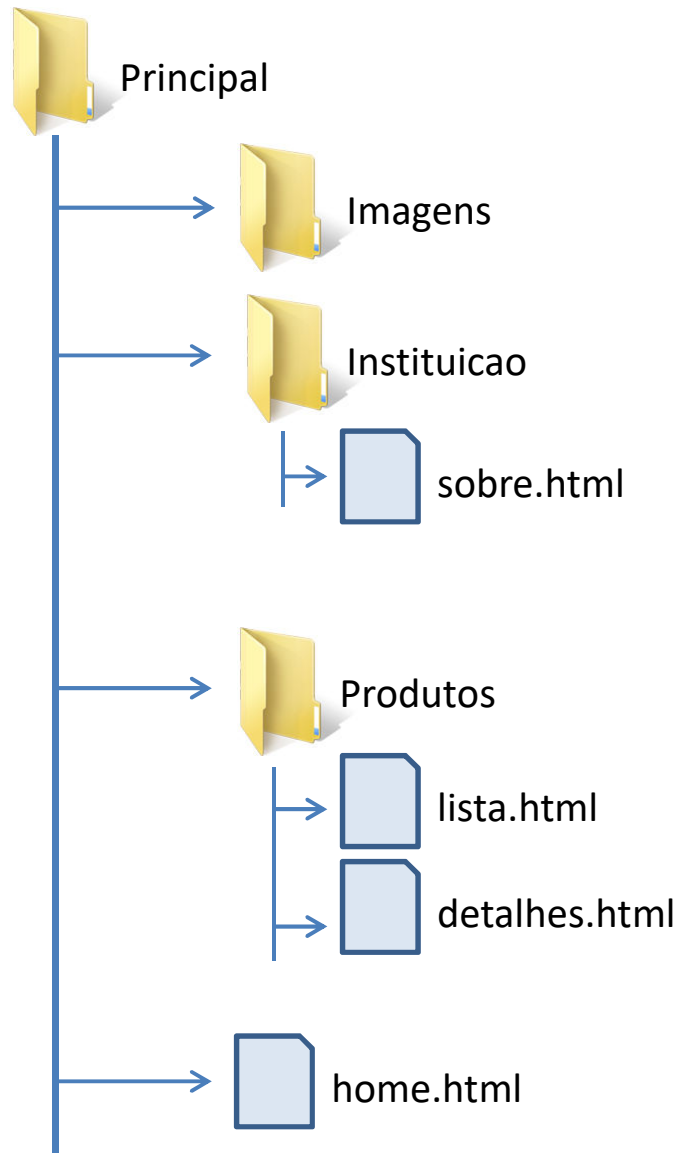 Principal
Imagens
Instituicao
sobre.html
Produtos
lista.html
detalhes.html
home.html